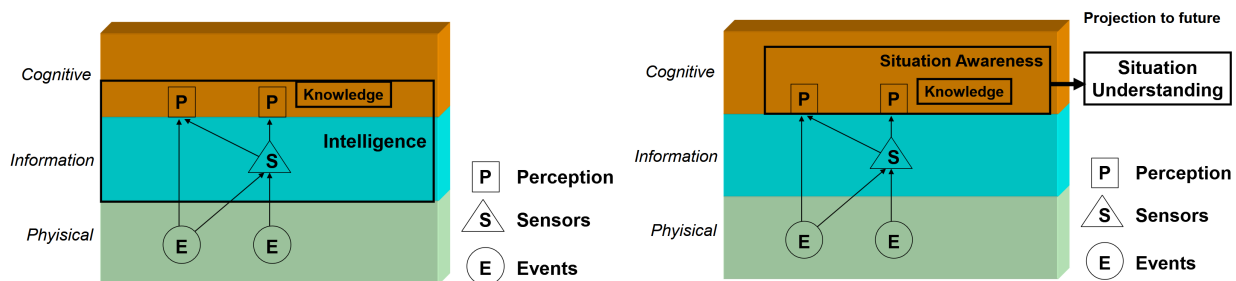 Cognitive
P
P
Knowledge
Intelligence
Information
S
Phyisical
E
E
P Perception
S Sensors
E Events
Projection to future
Situation Awareness
Situation
Understanding
Cognitive
P
P
Knowledge
Information
S
Phyisical
E
E
P Perception
S Sensors
E Events